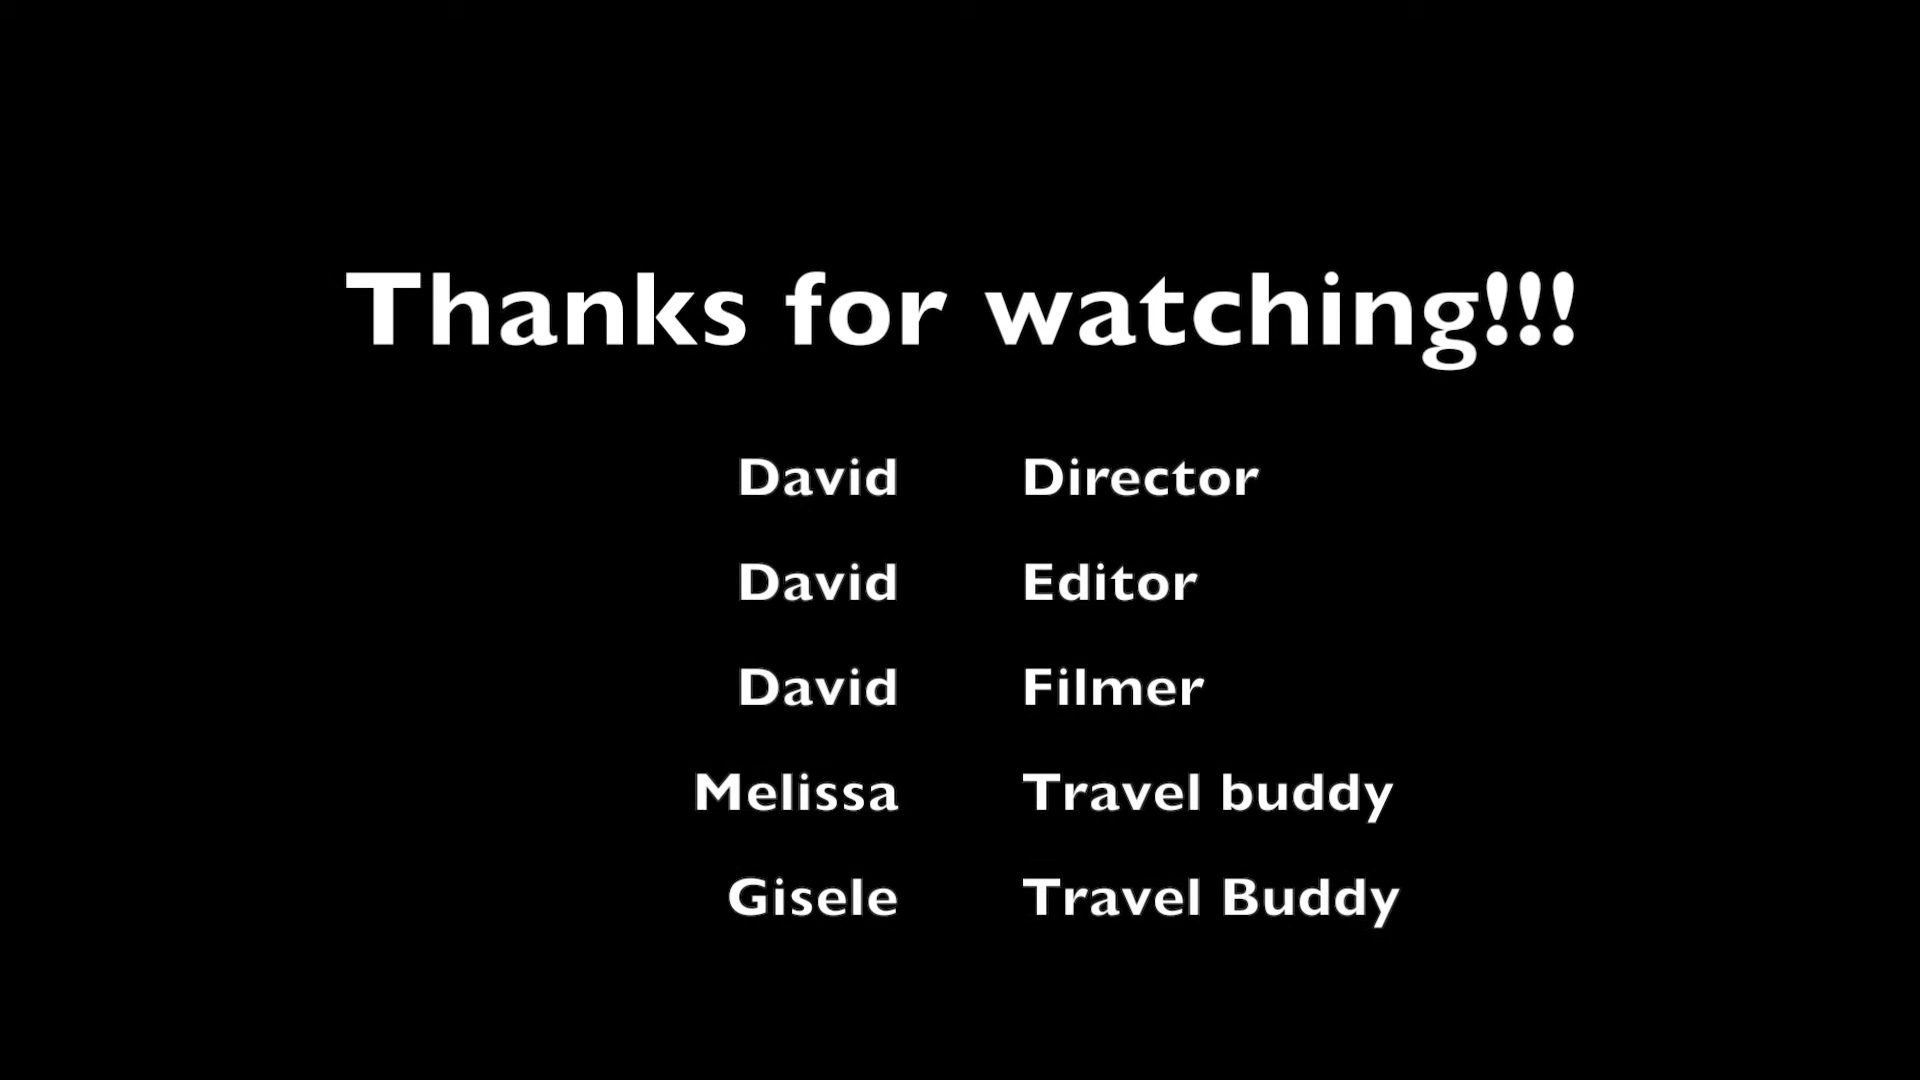 Thanks for watching!!!
David Director
David Editor
David Filmer
Melissa Travel buddy
Gisele Travel Buddy